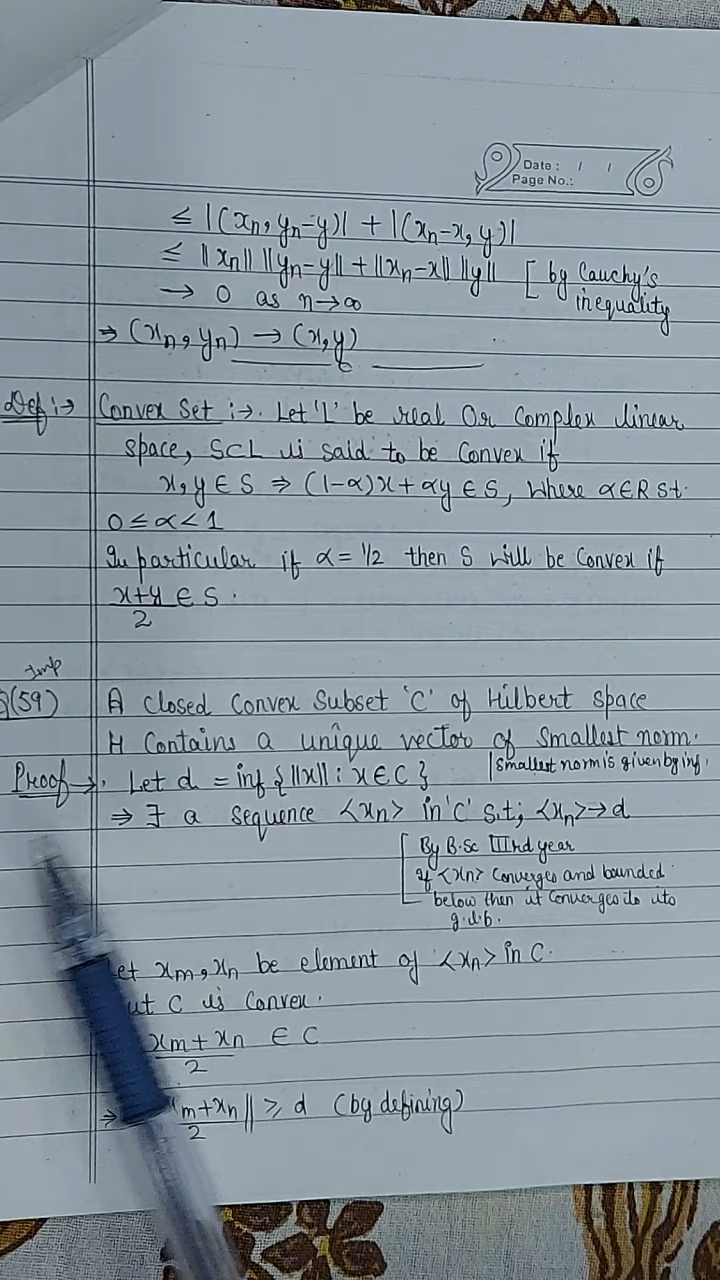 Date : / /
Page No.:
≤ |(xn, yn-y)| + |(xn-x, y)|
≤ ||xn|| ||yn-y|| + ||xn-x|| ||y|| [ by Cauchy's inequality
→ 0 as n→∞
⇒ (xn, yn) → (x, y)
Def :→ Convex Set :→. Let 'L' be real Or Complex linear
space, S⊂L is said to be Convex if
x, y ∈ S ⇒ (1-α)x + αy ∈ S, where α∈R s.t.
0 ≤ α < 1
In particular if α = 1/2 then S will be Convex if
x+y/2 ∈ S.
Imp
(59) A closed Convex Subset 'C' of Hilbert space
H Contains a unique vector of Smallest norm.
Proof →. Let d = inf {||x|| : x ∈ C} | Smallest norm is given by inf.
⇒ ∃ a sequence <xn> in 'C' s.t; <xn> → d
[ By B.Sc IIIrd year
if <xn> Converges and bounded
below then it Converges to its
g.l.b.
et xm, xn be element of <xn> in C.
ut C is Convex.
xm + xn/2 ∈ C
⇒ m+xn/2 || ≥ d (by defining)